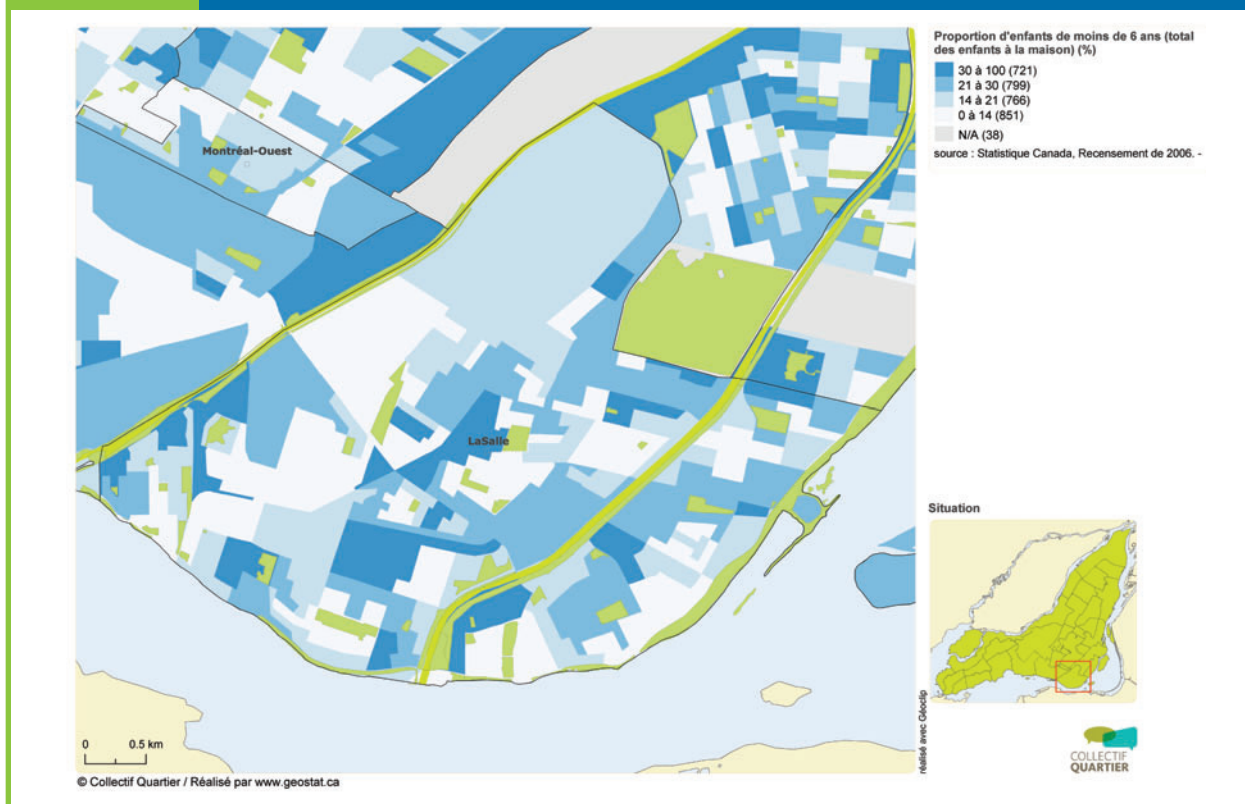 Proportion d'enfants de moins de 6 ans (total
des enfants à la maison) (%)
30 à 100 (721)
21 à 30 (799)
14 à 21 (766)
0 à 14 (851)
N/A (38)
source : Statistique Canada, Recensement de 2006. -
Montréal-Ouest
LaSalle
Situation
0 0.5 km
réalisé avec Géoclip
COLLECTIF
QUARTIER
© Collectif Quartier / Réalisé par www.geostat.ca